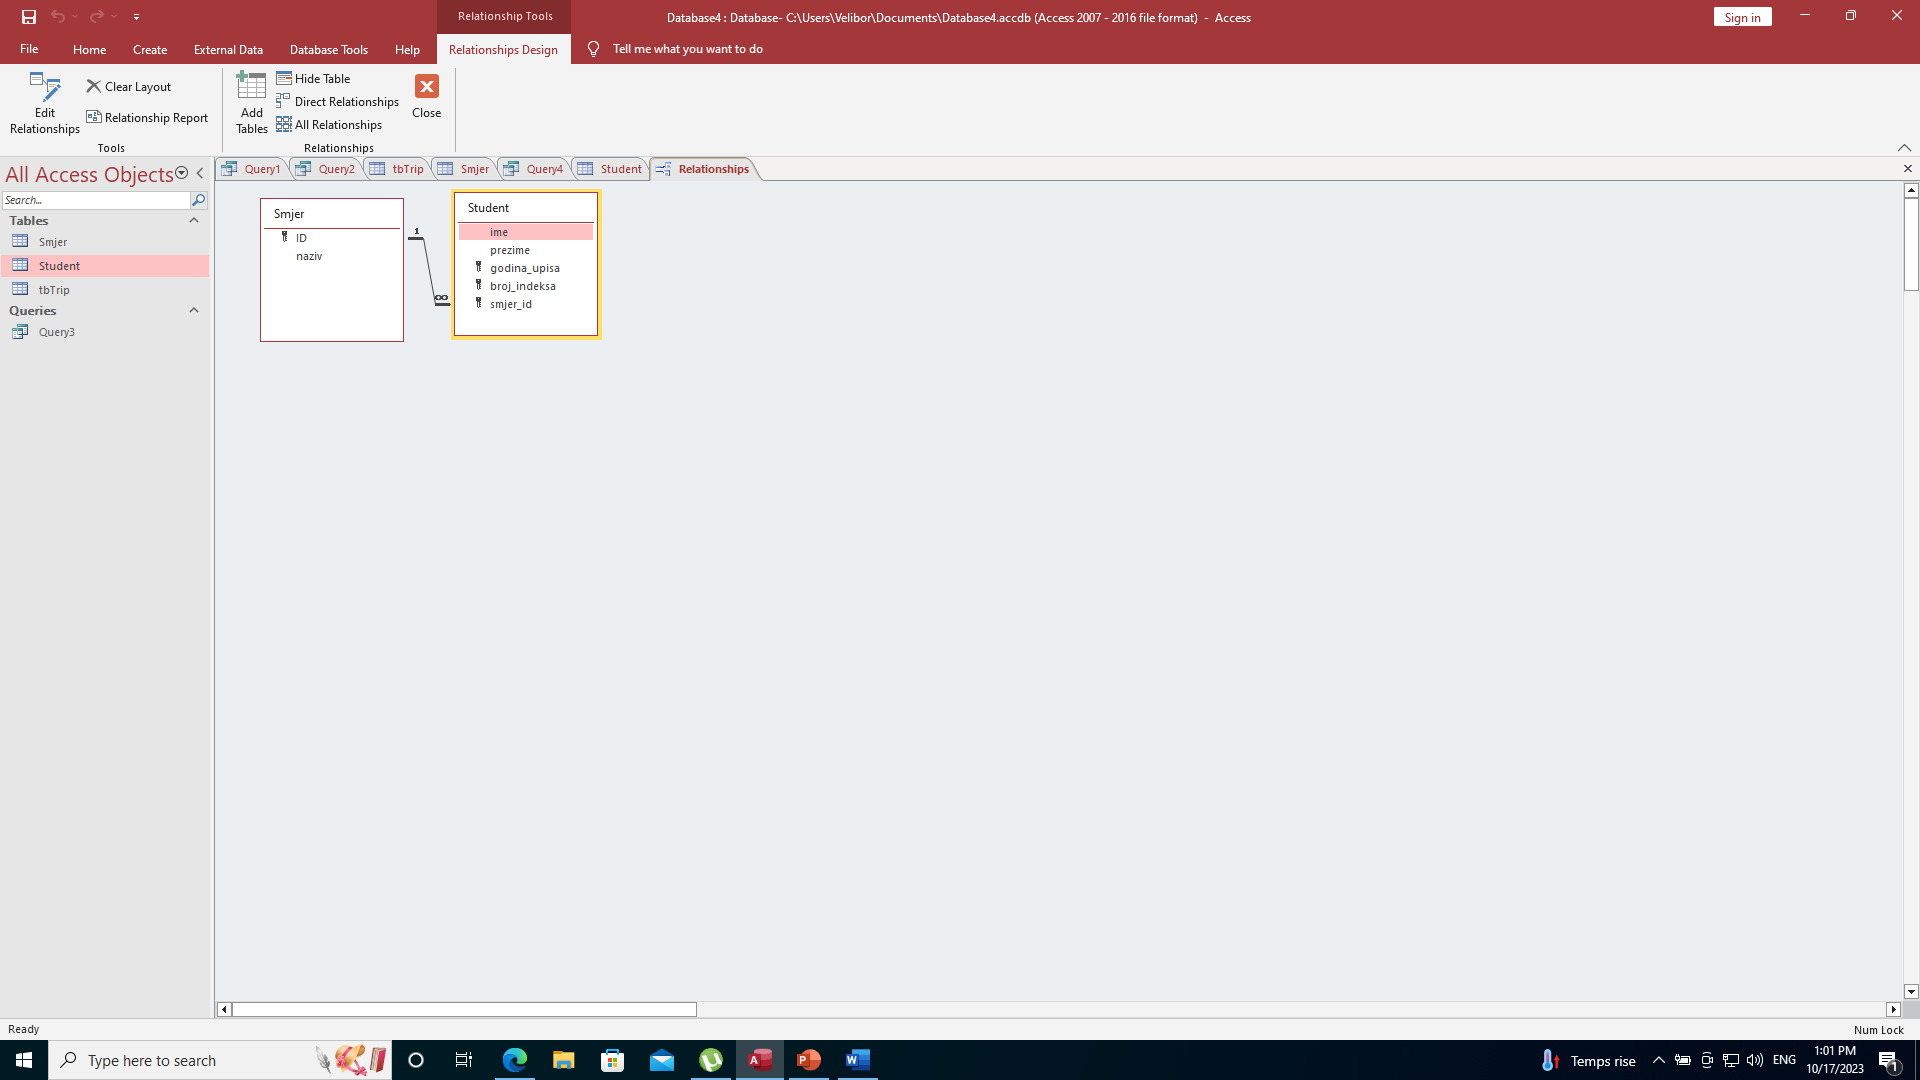 Relationship Tools
Database4 : Database- C:\Users\Velibor\Documents\Database4.accdb (Access 2007 - 2016 file format)  -  Access
Sign in
File
Home
Create
External Data
Database Tools
Help
Relationships Design
Tell me what you want to do
Edit
Relationships
Clear Layout
Relationship Report
Tools
Add
Tables
Hide Table
Direct Relationships
All Relationships
Close
Relationships
All Access Objects
Search...
Tables
Smjer
Student
tbTrip
Queries
Query3
Query1
Query2
tbTrip
Smjer
Query4
Student
Relationships
Smjer
ID
naziv
1
∞
Student
ime
prezime
godina_upisa
broj_indeksa
smjer_id
Ready
Num Lock
Type here to search
A
P
W
Temps rise
ENG
1:01 PM
10/17/2023
1